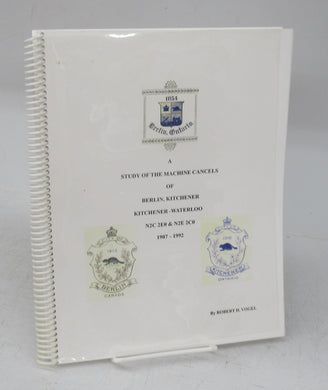 1854
Berlin, Ontario
A
STUDY OF THE MACHINE CANCELS
OF
BERLIN, KITCHENER
KITCHENER-WATERLOO
N2C 2E0 & N2E 2C0
1907 - 1992
BERLIN
CANADA
KITCHENER
ONTARIO
By ROBERT D. VOGEL